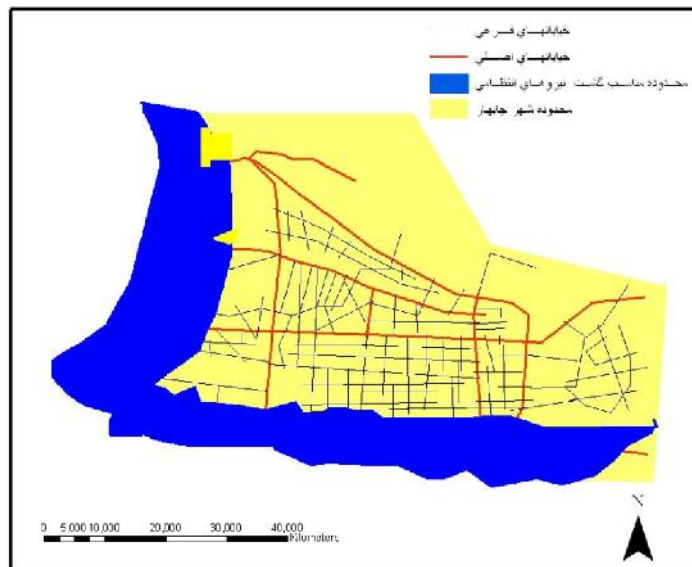 خیابانهای فرعی
خیابانهای اصلی
محدوده مناسب گشت نیروهای انتظامی
محدوده شهر چابهار
N
0 5,000 10,000 20,000 30,000 40,000
Kilometers